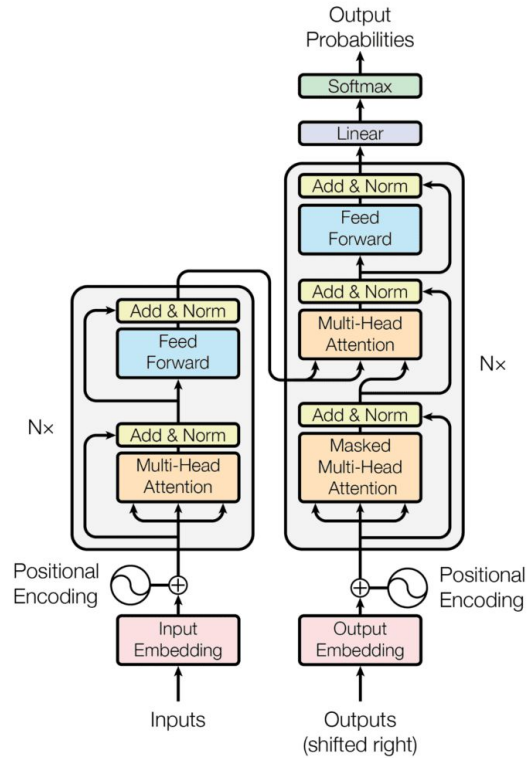 Output
Probabilities
Softmax
Linear
Add & Norm
Feed
Forward
Add & Norm
Multi-Head
Attention
Add & Norm
Masked
Multi-Head
Attention
N×
Positional
Encoding
Output
Embedding
Outputs
(shifted right)
Add & Norm
Feed
Forward
Add & Norm
Multi-Head
Attention
N×
Positional
Encoding
Input
Embedding
Inputs